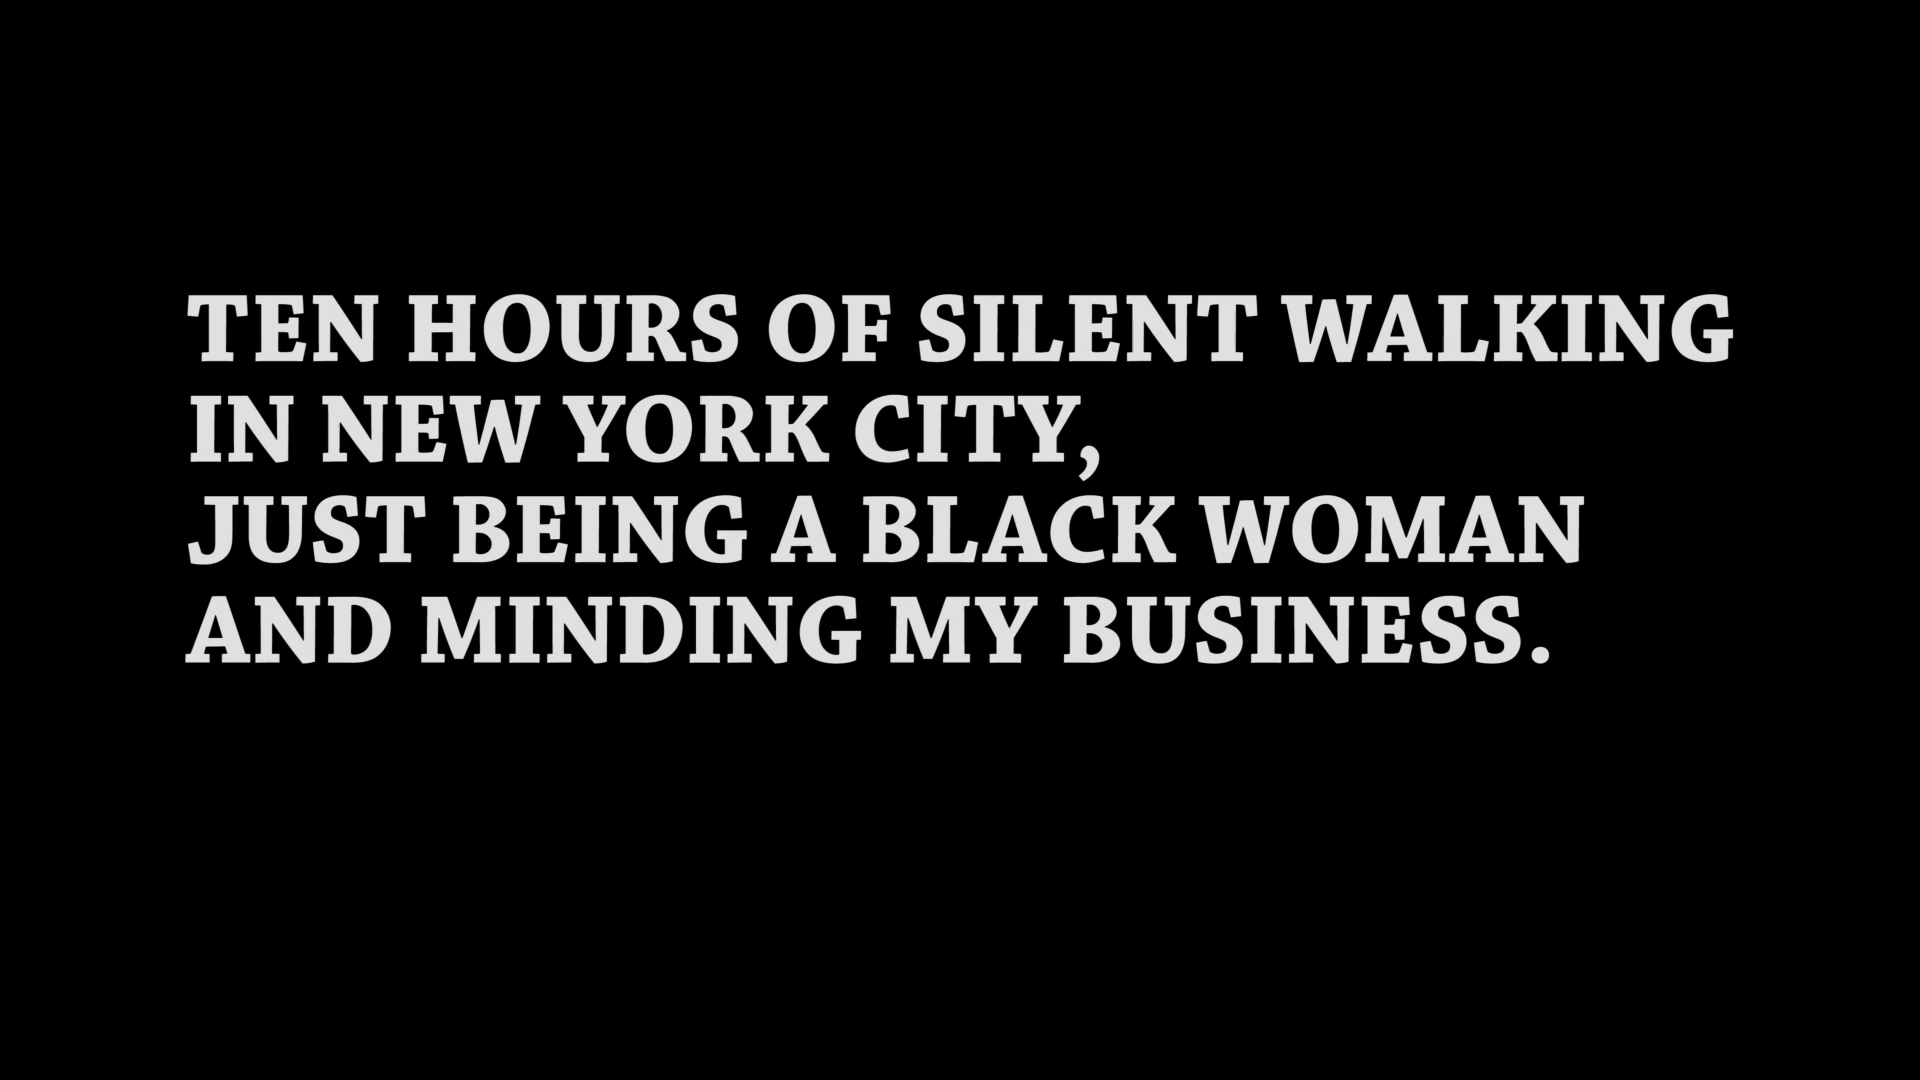 TEN HOURS OF SILENT WALKING
IN NEW YORK CITY,
JUST BEING A BLACK WOMAN
AND MINDING MY BUSINESS.